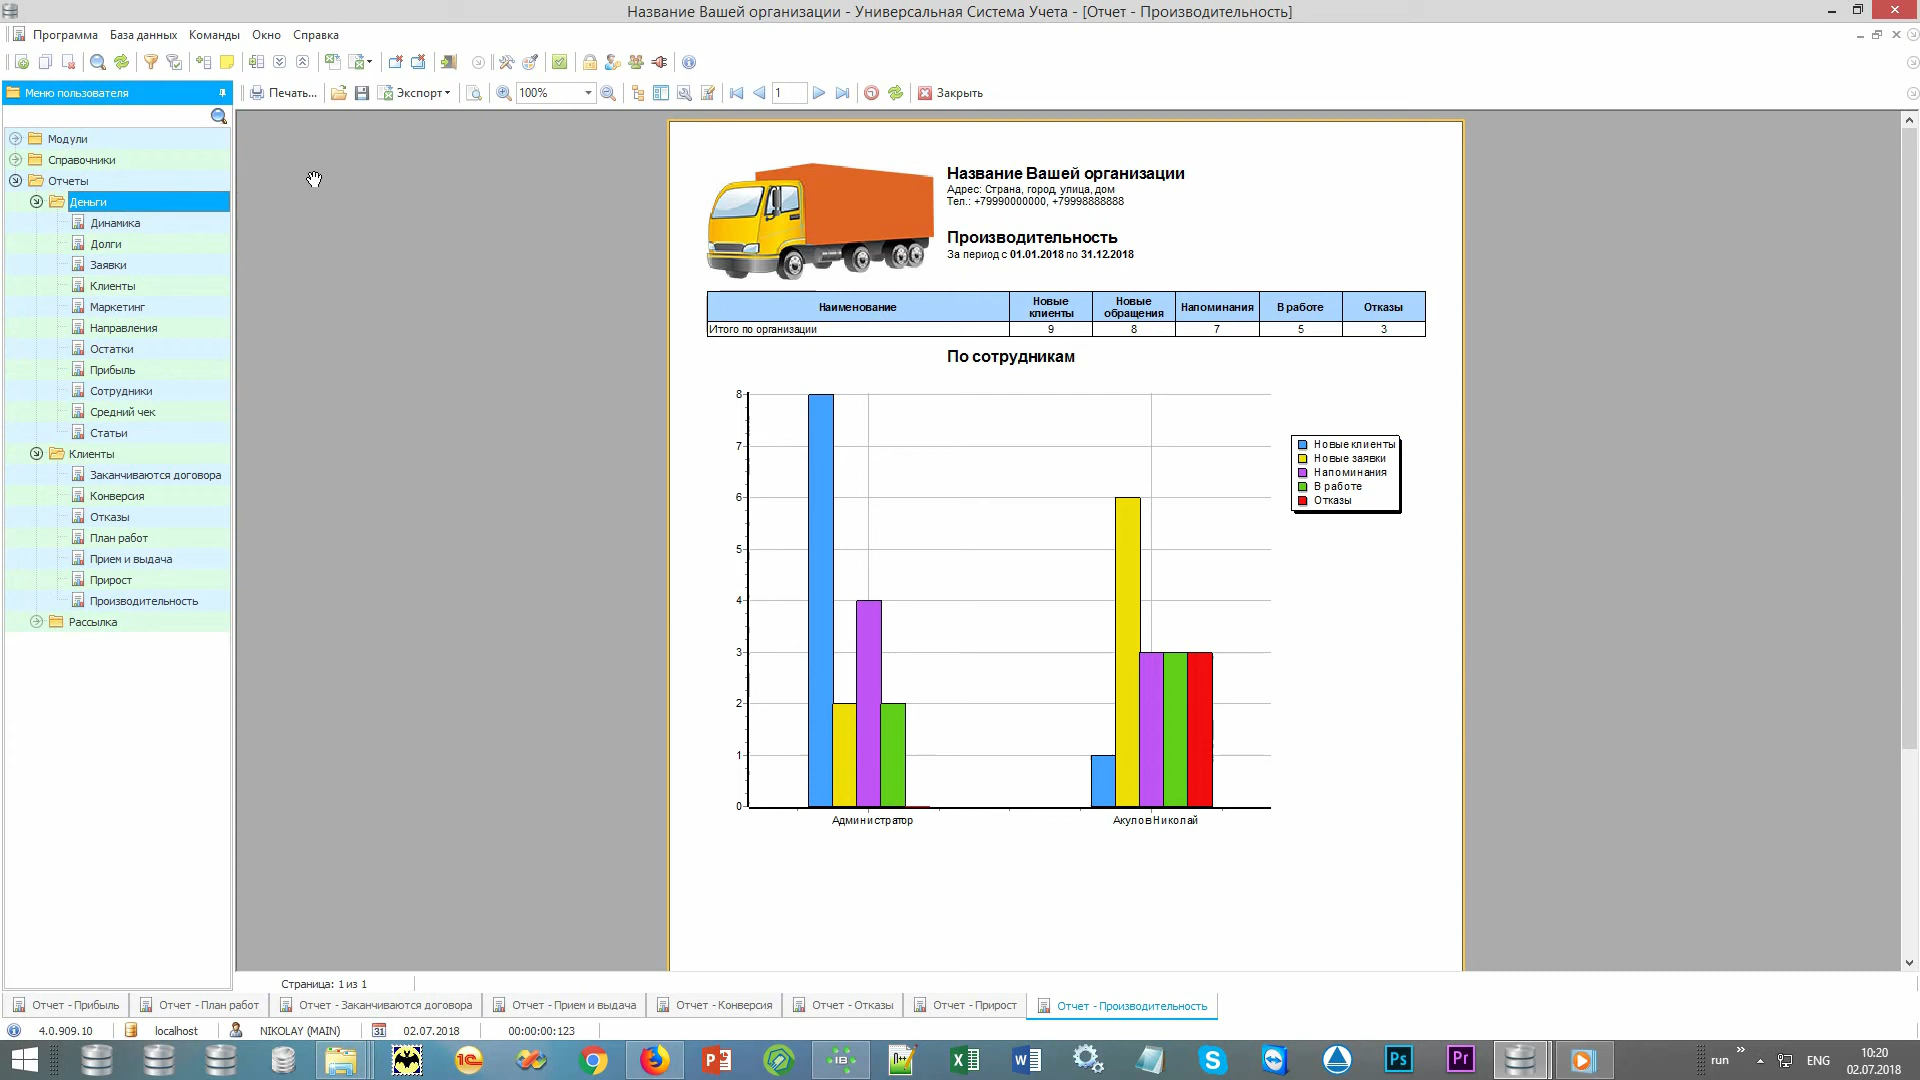 Название Вашей организации - Универсальная Система Учета - [Отчет - Производительность]
Программа База данных Команды Окно Справка
Меню пользователя
Печать... Экспорт 100% 1 Закрыть
Модули
Справочники
Отчеты
Деньги
Динамика
Долги
Заявки
Клиенты
Маркетинг
Направления
Остатки
Прибыль
Сотрудники
Средний чек
Статьи
Клиенты
Заканчиваются договора
Конверсия
Отказы
План работ
Прием и выдача
Прирост
Производительность
Рассылка
Название Вашей организации
Адрес: Страна, город, улица, дом
Тел.: +79990000000, +79998888888
Производительность
За период с 01.01.2018 по 31.12.2018
Наименование Новые клиенты Новые обращения Напоминания В работе Отказы
Итого по организации 9 8 7 5 3
По сотрудникам
8
7
6
5
4
3
2
1
0
Администратор Акулов Николай
Новые клиенты
Новые заявки
Напоминания
В работе
Отказы
Страница: 1 из 1
Отчет - Прибыль Отчет - План работ Отчет - Заканчиваются договора Отчет - Прием и выдача Отчет - Конверсия Отчет - Отказы Отчет - Прирост Отчет - Производительность
4.0.909.10 localhost NIKOLAY (MAIN) 31 02.07.2018 00:00:00:123
run ENG 10:20
02.07.2018